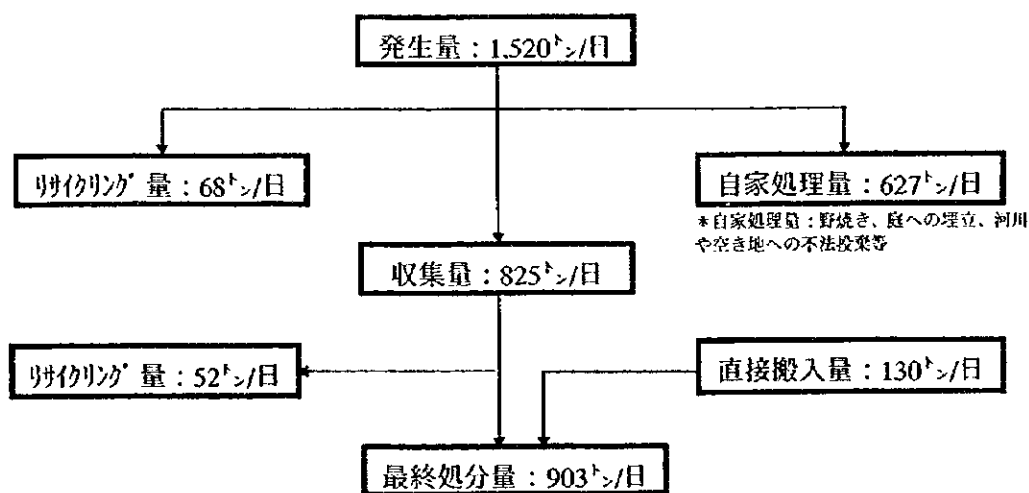 発生量：1,520㌧/日
ﾘｻｲｸﾘﾝｸﾞ量：68㌧/日
自家処理量：627㌧/日
*自家処理量：野焼き、庭への埋立、河川
や空き地への不法投棄等
収集量：825㌧/日
ﾘｻｲｸﾘﾝｸﾞ量：52㌧/日
直接搬入量：130㌧/日
最終処分量：903㌧/日